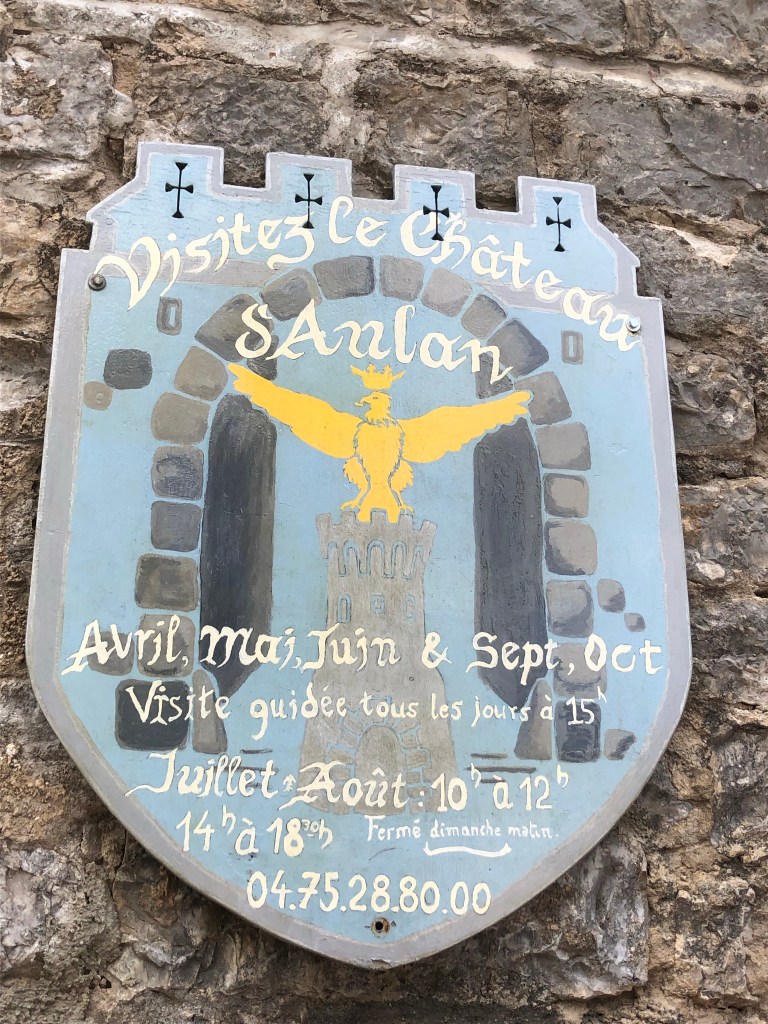 Visitez le Château
d'Aulan
Avril, Mai, Juin & Sept, Oct
Visite guidée tous les jours à 15h
Juillet & Août : 10h à 12h
14h à 18h30
Fermé dimanche matin.
04.75.28.80.00